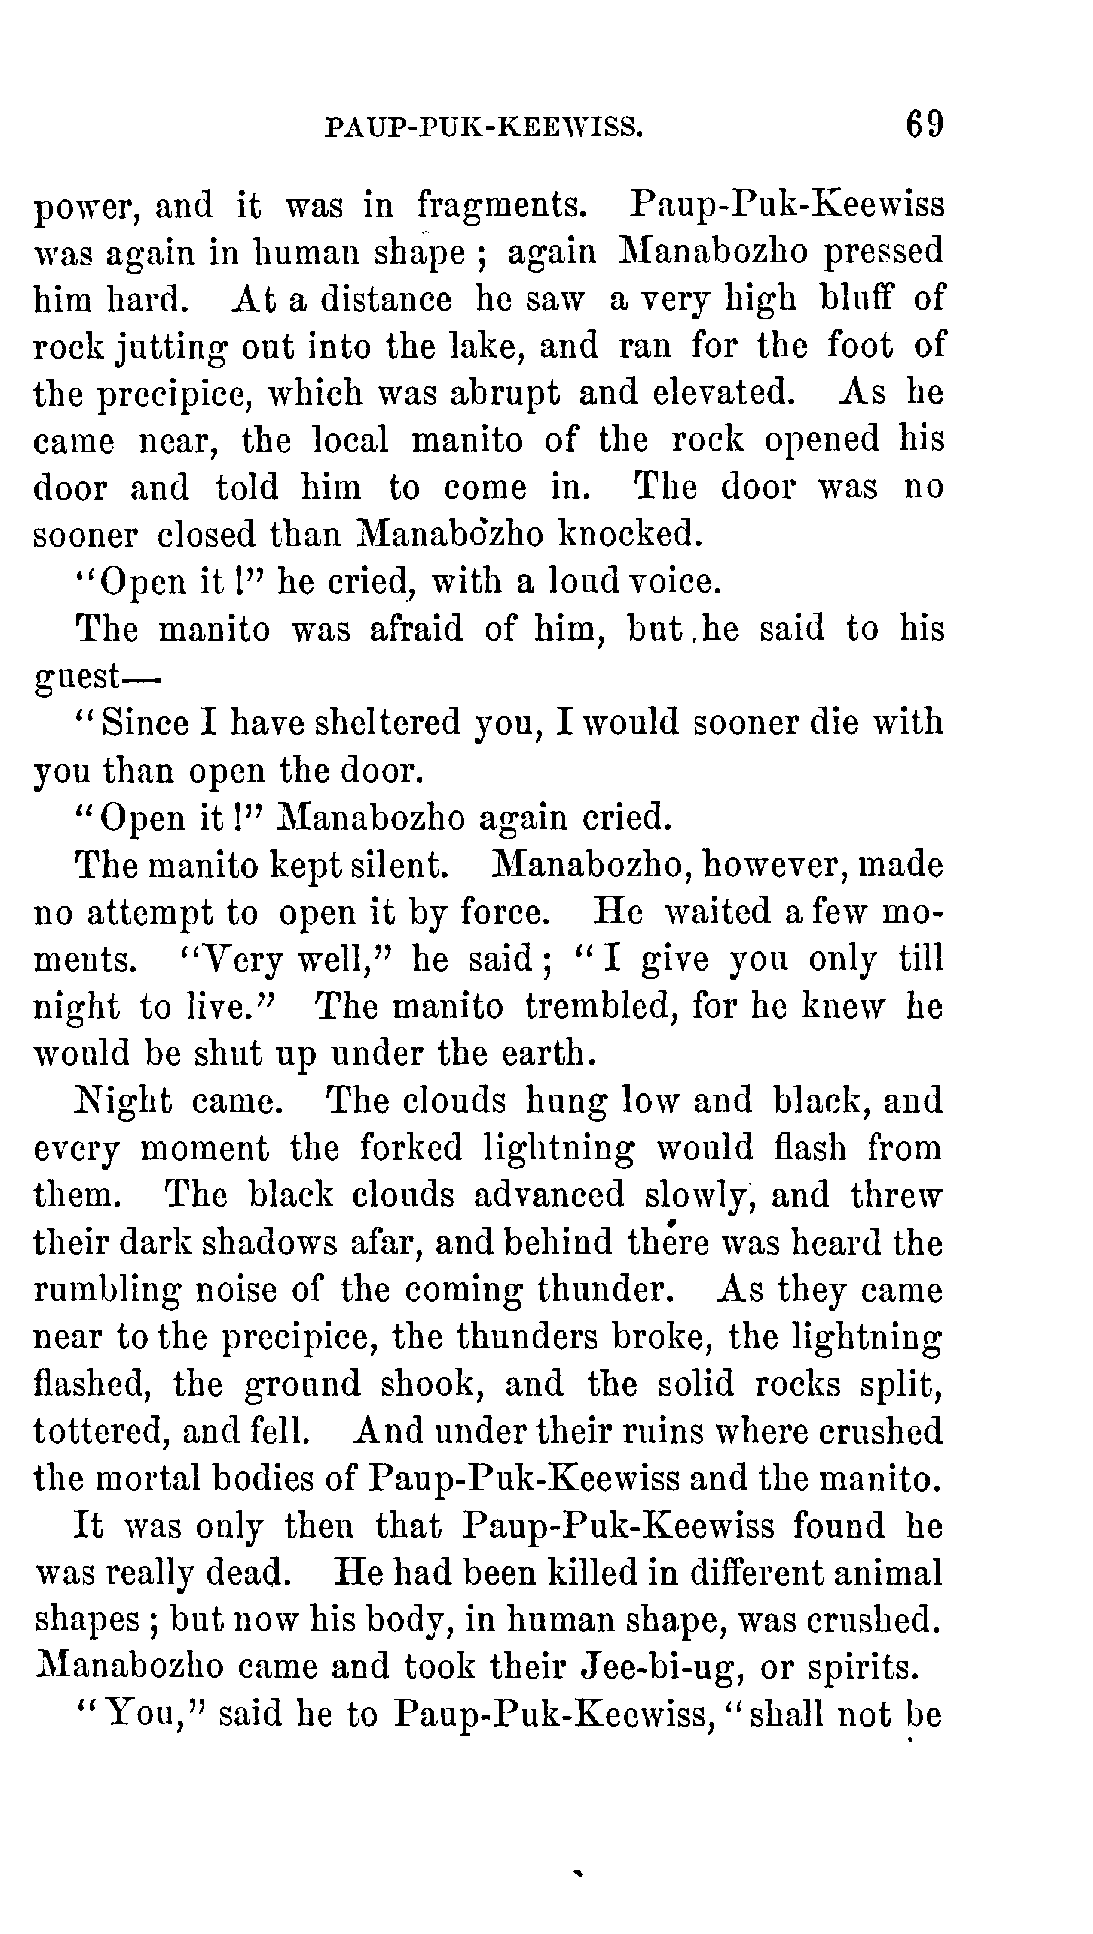 PAUP-PUK-KEEWISS. 69
power, and it was in fragments. Paup-Puk-Keewiss
was again in human shape ; again Manabozho pressed
him hard. At a distance he saw a very high bluff of
rock jutting out into the lake, and ran for the foot of
the precipice, which was abrupt and elevated. As he
came near, the local manito of the rock opened his
door and told him to come in. The door was no
sooner closed than Manabozho knocked.
"Open it !" he cried, with a loud voice.
The manito was afraid of him, but he said to his
guest—
"Since I have sheltered you, I would sooner die with
you than open the door.
"Open it !" Manabozho again cried.
The manito kept silent. Manabozho, however, made
no attempt to open it by force. He waited a few mo-
ments. "Very well," he said ; "I give you only till
night to live." The manito trembled, for he knew he
would be shut up under the earth.
Night came. The clouds hung low and black, and
every moment the forked lightning would flash from
them. The black clouds advanced slowly, and threw
their dark shadows afar, and behind there was heard the
rumbling noise of the coming thunder. As they came
near to the precipice, the thunders broke, the lightning
flashed, the ground shook, and the solid rocks split,
tottered, and fell. And under their ruins where crushed
the mortal bodies of Paup-Puk-Keewiss and the manito.
It was only then that Paup-Puk-Keewiss found he
was really dead. He had been killed in different animal
shapes ; but now his body, in human shape, was crushed.
Manabozho came and took their Jee-bi-ug, or spirits.
"You," said he to Paup-Puk-Keewiss, "shall not be